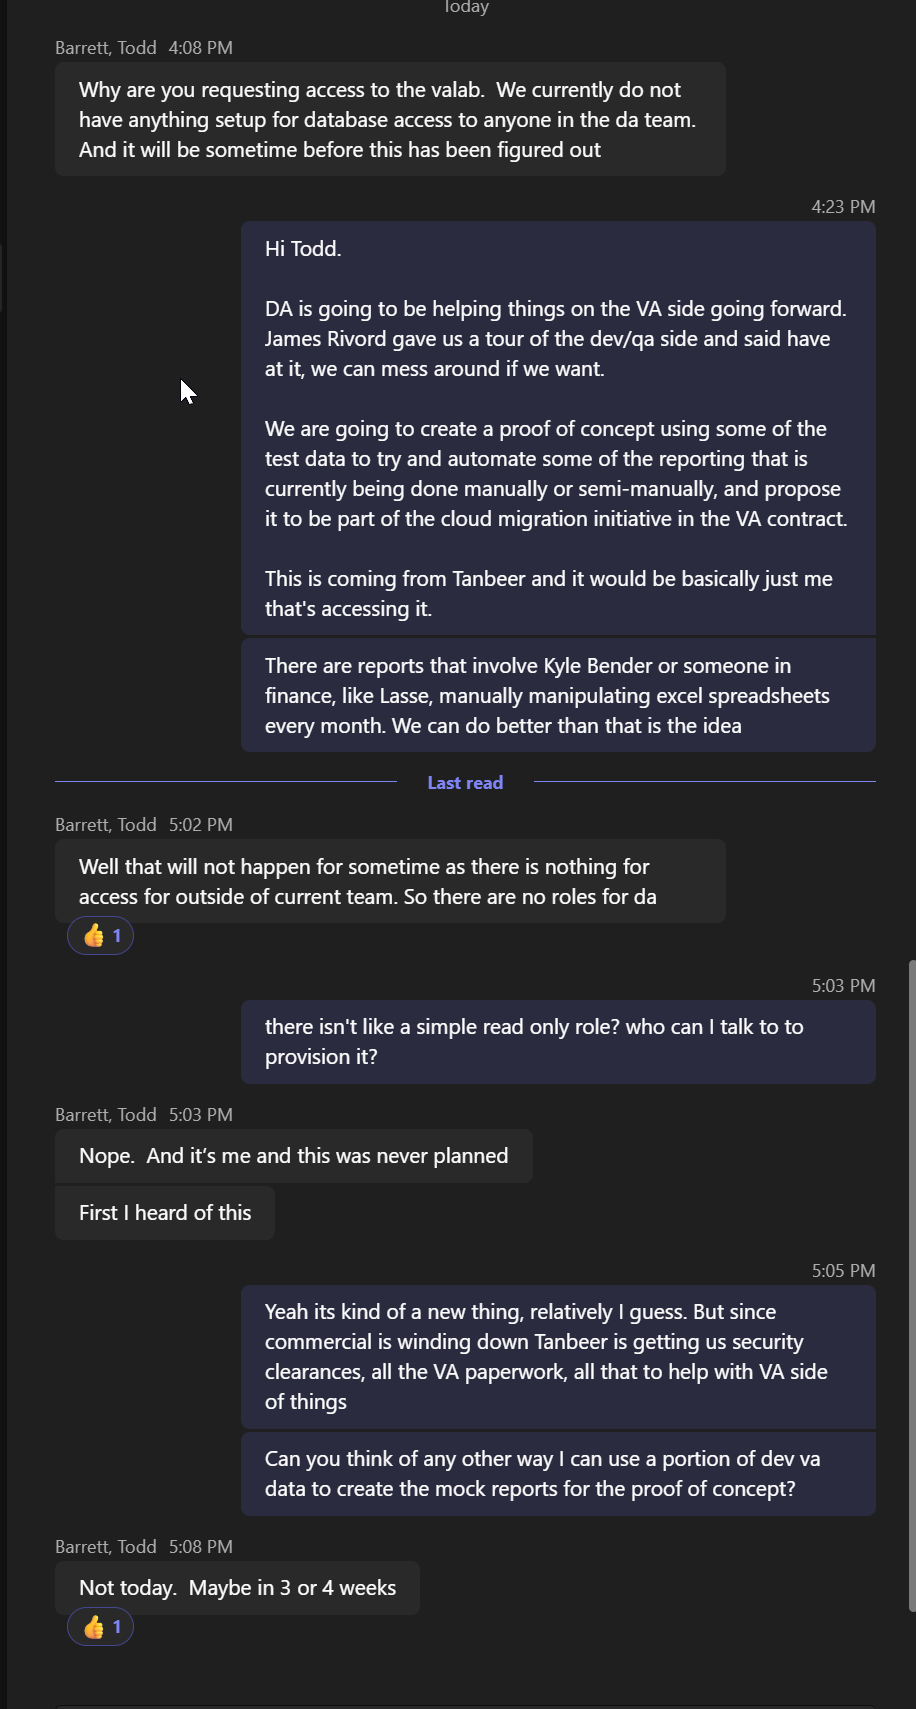 Today
Barrett, Todd 4:08 PM
Why are you requesting access to the valab.  We currently do not
have anything setup for database access to anyone in the da team.
And it will be sometime before this has been figured out
4:23 PM
Hi Todd.
DA is going to be helping things on the VA side going forward.
James Rivord gave us a tour of the dev/qa side and said have
at it, we can mess around if we want.
We are going to create a proof of concept using some of the
test data to try and automate some of the reporting that is
currently being done manually or semi-manually, and propose
it to be part of the cloud migration initiative in the VA contract.
This is coming from Tanbeer and it would be basically just me
that's accessing it.
There are reports that involve Kyle Bender or someone in
finance, like Lasse, manually manipulating excel spreadsheets
every month. We can do better than that is the idea
Last read
Barrett, Todd 5:02 PM
Well that will not happen for sometime as there is nothing for
access for outside of current team. So there are no roles for da
👍 1
5:03 PM
there isn't like a simple read only role? who can I talk to to
provision it?
Barrett, Todd 5:03 PM
Nope.  And it’s me and this was never planned
First I heard of this
5:05 PM
Yeah its kind of a new thing, relatively I guess. But since
commercial is winding down Tanbeer is getting us security
clearances, all the VA paperwork, all that to help with VA side
of things
Can you think of any other way I can use a portion of dev va
data to create the mock reports for the proof of concept?
Barrett, Todd 5:08 PM
Not today.  Maybe in 3 or 4 weeks
👍 1